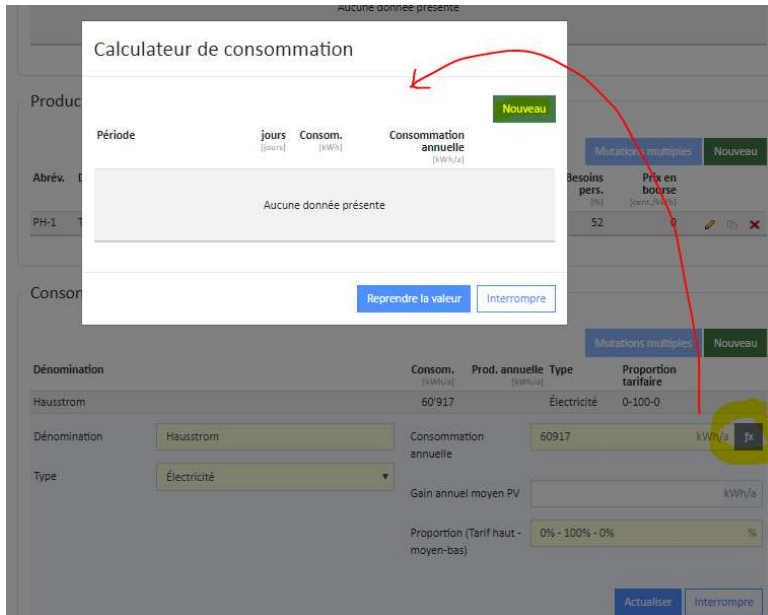 Aucune donnée présente
Calculateur de consommation
Produc
Nouveau
Période jours Consom. Consommation annuelle
[jours] [kWh] [kWh/a]
Aucune donnée présente
Mutations multiples Nouveau
Abrév. Besoins pers. Prix en bourse
[%] [cent./kWh]
PH-1 T 52 0
Reprendre la valeur Interrompre
Conson
Mutations multiples Nouveau
Dénomination Consom. Prod. annuelle Type Proportion tarifaire
[kWh/a] [kWh/a]
Hausstrom 60'917 Électricité 0-100-0
Dénomination Hausstrom Consommation annuelle 60917 kWh/a fx
Type Électricité
Gain annuel moyen PV kWh/a
Proportion (Tarif haut - moyen-bas) 0% - 100% - 0% %
Actualiser Interrompre